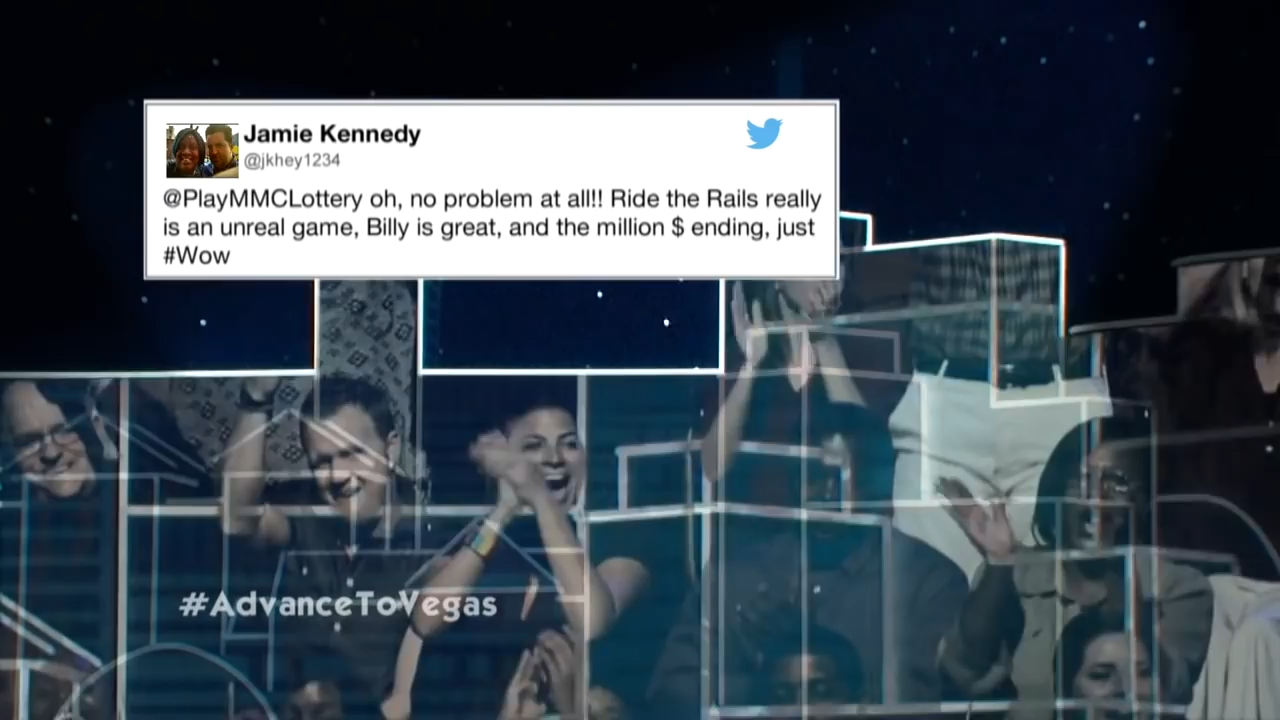 Jamie Kennedy
@jkhey1234
@PlayMMCLottery oh, no problem at all!! Ride the Rails really
is an unreal game, Billy is great, and the million $ ending, just
#Wow
#AdvanceToVegas